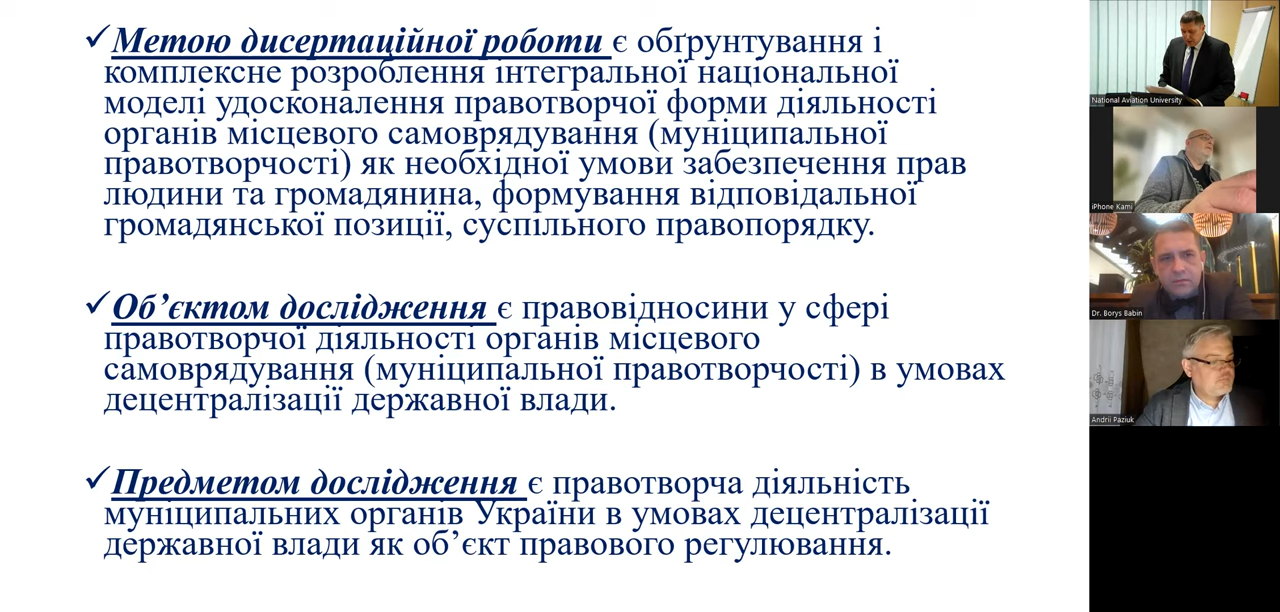 ✓Метою дисертаційної роботи є обґрунтування і
комплексне розроблення інтегральної національної
моделі удосконалення правотворчої форми діяльності
органів місцевого самоврядування (муніципальної
правотворчості) як необхідної умови забезпечення прав
людини та громадянина, формування відповідальної
громадянської позиції, суспільного правопорядку.
✓Об’єктом дослідження є правовідносини у сфері
правотворчої діяльності органів місцевого
самоврядування (муніципальної правотворчості) в умовах
децентралізації державної влади.
✓Предметом дослідження є правотворча діяльність
муніципальних органів України в умовах децентралізації
державної влади як об’єкт правового регулювання.
National Aviation University
iPhone Kami
Dr. Borys Babin
Andrii Paziuk